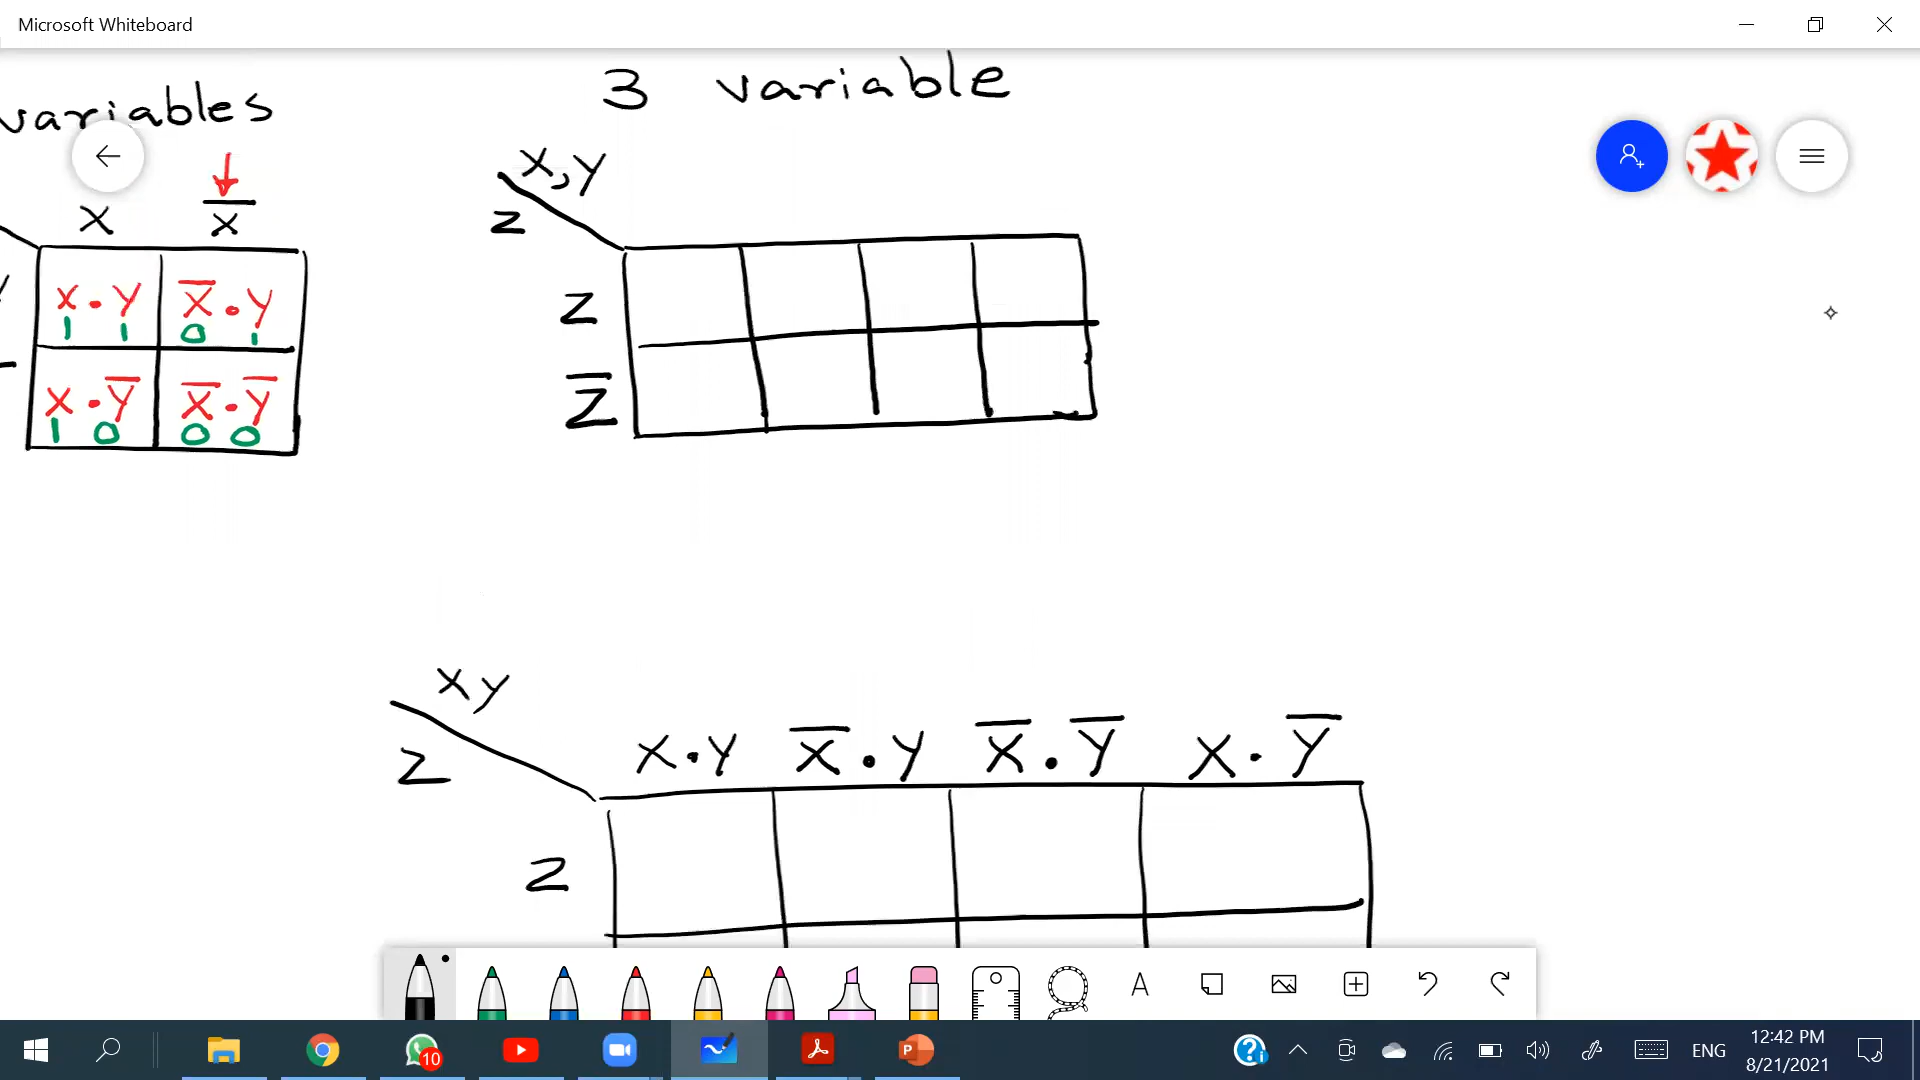 Microsoft Whiteboard
variables
3 variable
X X̅
X,Y
Z
X·Y X̅·Y
1 1 0 1
Z
X·Y̅ X̅·Y̅
1 0 0 0
Z̅
XY
Z
X·Y X̅·Y X̅·Y̅ X·Y̅
Z
A
10
P
ENG
12:42 PM
8/21/2021